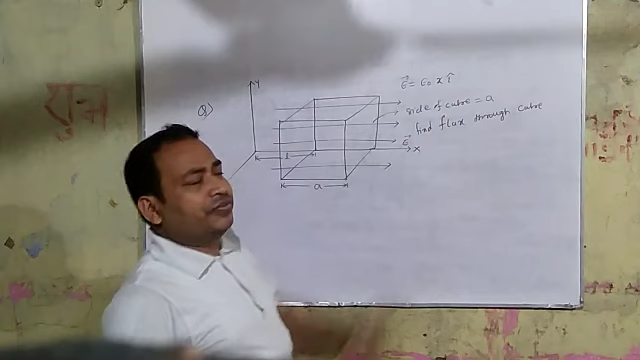 E⃗ = E₀ x î
Q)
y
side of cube = a
find flux through cube
E⃗
l
x
a